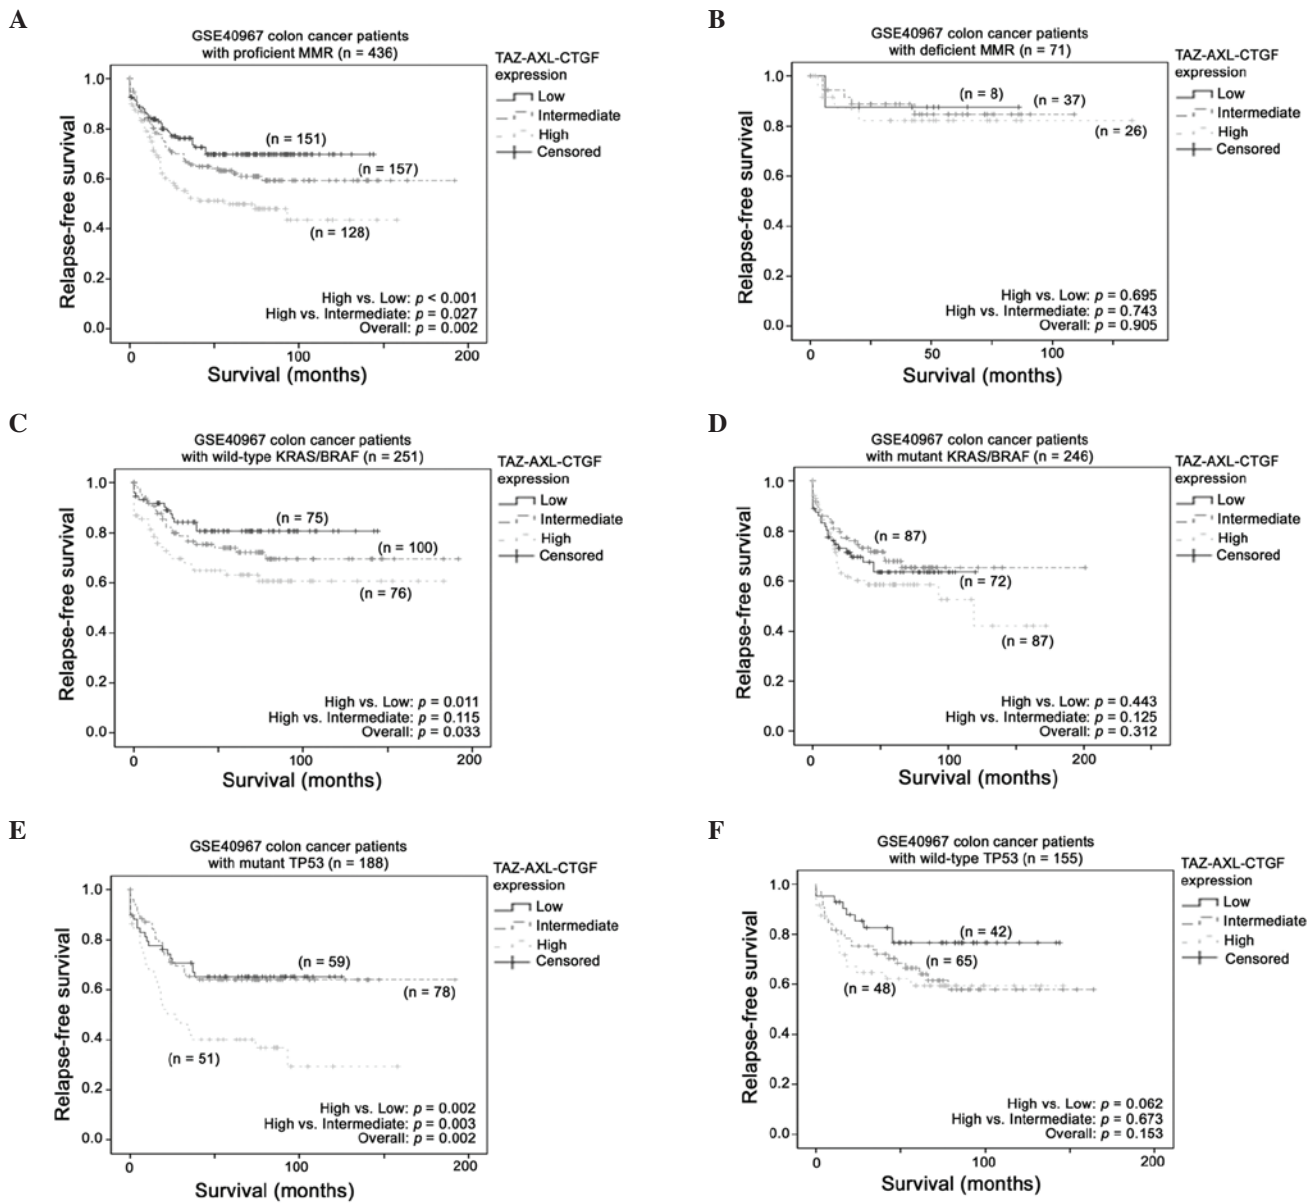 A
GSE40967 colon cancer patients
with proficient MMR (n = 436)
TAZ-AXL-CTGF
expression
Low
Intermediate
High
Censored
Relapse-free survival
1.0
0.8
0.6
0.4
0.2
0.0
(n = 151)
(n = 157)
(n = 128)
High vs. Low: p < 0.001
High vs. Intermediate: p = 0.027
Overall: p = 0.002
0 100 200
Survival (months)
B
GSE40967 colon cancer patients
with deficient MMR (n = 71)
TAZ-AXL-CTGF
expression
Low
Intermediate
High
Censored
Relapse-free survival
1.0
0.8
0.6
0.4
0.2
0.0
(n = 8)
(n = 37)
(n = 26)
High vs. Low: p = 0.695
High vs. Intermediate: p = 0.743
Overall: p = 0.905
0 50 100
Survival (months)
C
GSE40967 colon cancer patients
with wild-type KRAS/BRAF (n = 251)
TAZ-AXL-CTGF
expression
Low
Intermediate
High
Censored
Relapse-free survival
1.0
0.8
0.6
0.4
0.2
0.0
(n = 75)
(n = 100)
(n = 76)
High vs. Low: p = 0.011
High vs. Intermediate: p = 0.115
Overall: p = 0.033
0 100 200
Survival (months)
D
GSE40967 colon cancer patients
with mutant KRAS/BRAF (n = 246)
TAZ-AXL-CTGF
expression
Low
Intermediate
High
Censored
Relapse-free survival
1.0
0.8
0.6
0.4
0.2
0.0
(n = 87)
(n = 72)
(n = 87)
High vs. Low: p = 0.443
High vs. Intermediate: p = 0.125
Overall: p = 0.312
0 100 200
Survival (months)
E
GSE40967 colon cancer patients
with mutant TP53 (n = 188)
TAZ-AXL-CTGF
expression
Low
Intermediate
High
Censored
Relapse-free survival
1.0
0.8
0.6
0.4
0.2
0.0
(n = 59)
(n = 78)
(n = 51)
High vs. Low: p = 0.002
High vs. Intermediate: p = 0.003
Overall: p = 0.002
0 100 200
Survival (months)
F
GSE40967 colon cancer patients
with wild-type TP53 (n = 155)
TAZ-AXL-CTGF
expression
Low
Intermediate
High
Censored
Relapse-free survival
1.0
0.8
0.6
0.4
0.2
0.0
(n = 42)
(n = 65)
(n = 48)
High vs. Low: p = 0.062
High vs. Intermediate: p = 0.673
Overall: p = 0.153
0 100 200
Survival (months)